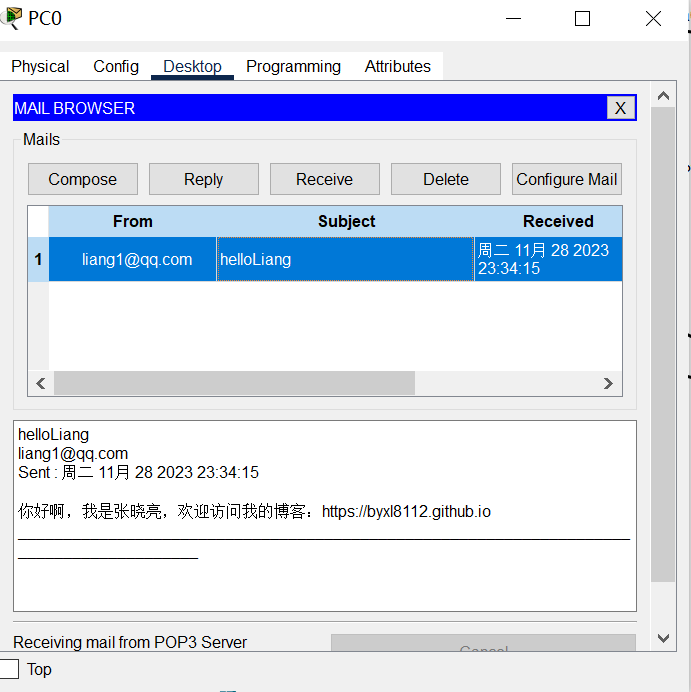 PC0
Physical Config Desktop Programming Attributes
MAIL BROWSER X
Mails
Compose Reply Receive Delete Configure Mail
From Subject Received
1 liang1@qq.com helloLiang 周二 11月 28 2023
23:34:15
helloLiang
liang1@qq.com
Sent : 周二 11月 28 2023 23:34:15
你好啊，我是张晓亮，欢迎访问我的博客：https://byxl8112.github.io
Receiving mail from POP3 Server
Cancel
Top